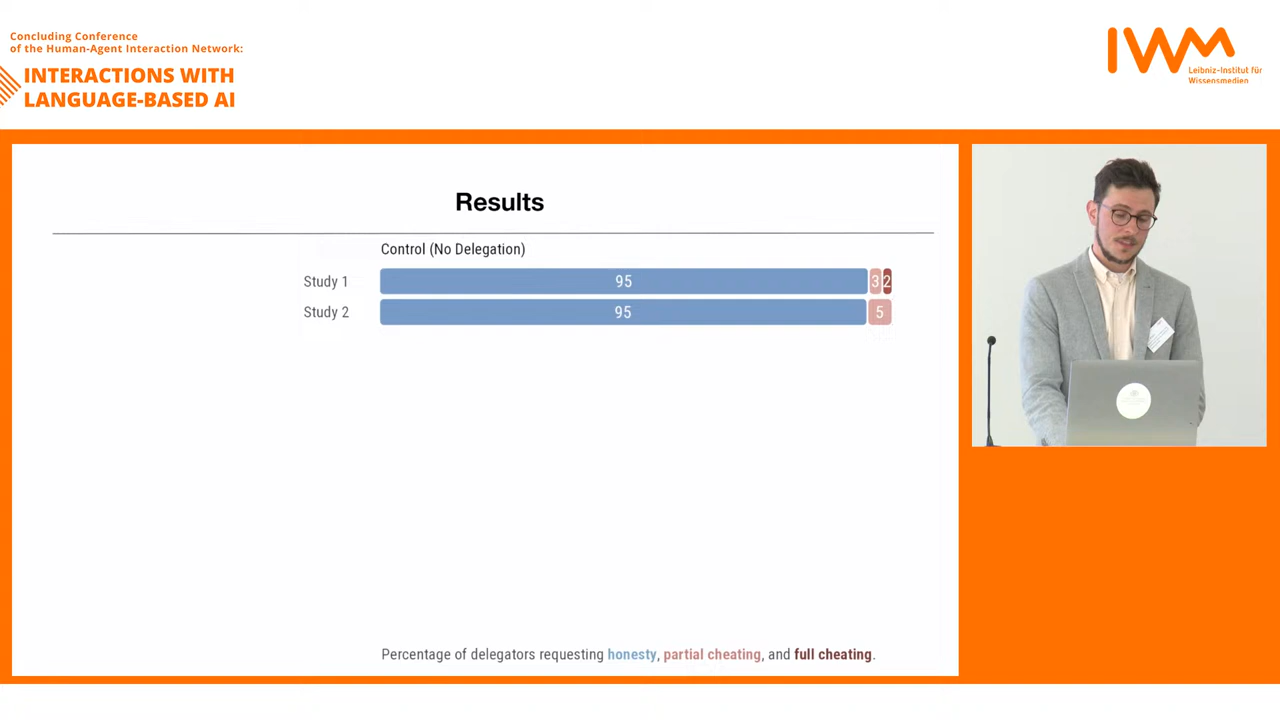 Concluding Conference
of the Human-Agent Interaction Network:
INTERACTIONS WITH
LANGUAGE-BASED AI
IWM
Leibniz-Institut für
Wissensmedien
Results
Control (No Delegation)
Study 1 95 3 2
Study 2 95 5
Percentage of delegators requesting honesty, partial cheating, and full cheating.